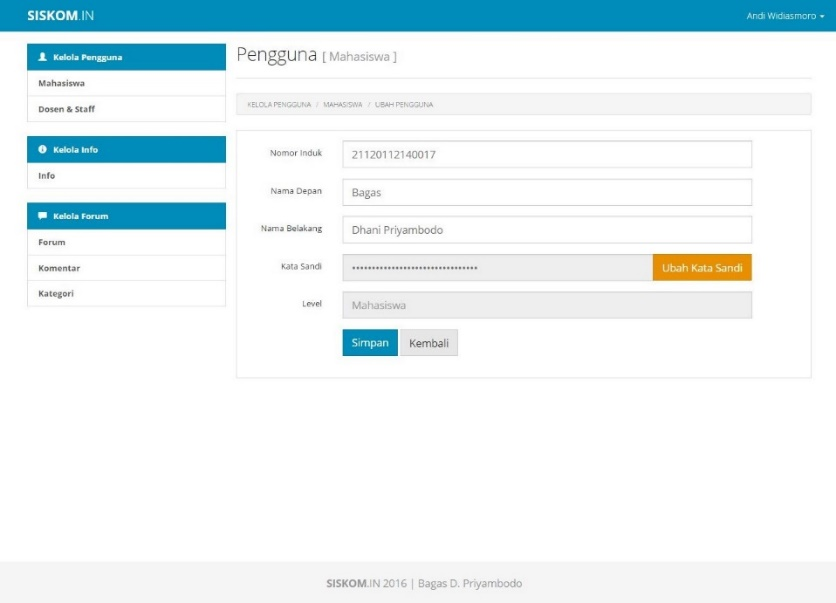 SISKOM.IN
Andi Widiasmoro
Kelola Pengguna
Mahasiswa
Dosen & Staff
Kelola Info
Info
Kelola Forum
Forum
Komentar
Kategori
Pengguna [ Mahasiswa ]
KELOLA PENGGUNA / MAHASISWA / UBAH PENGGUNA
Nomor Induk 21120112140017
Nama Depan Bagas
Nama Belakang Dhani Priyambodo
Kata Sandi •••••••••••••••••••••••••••••••• Ubah Kata Sandi
Level Mahasiswa
Simpan Kembali
SISKOM.IN 2016 | Bagas D. Priyambodo